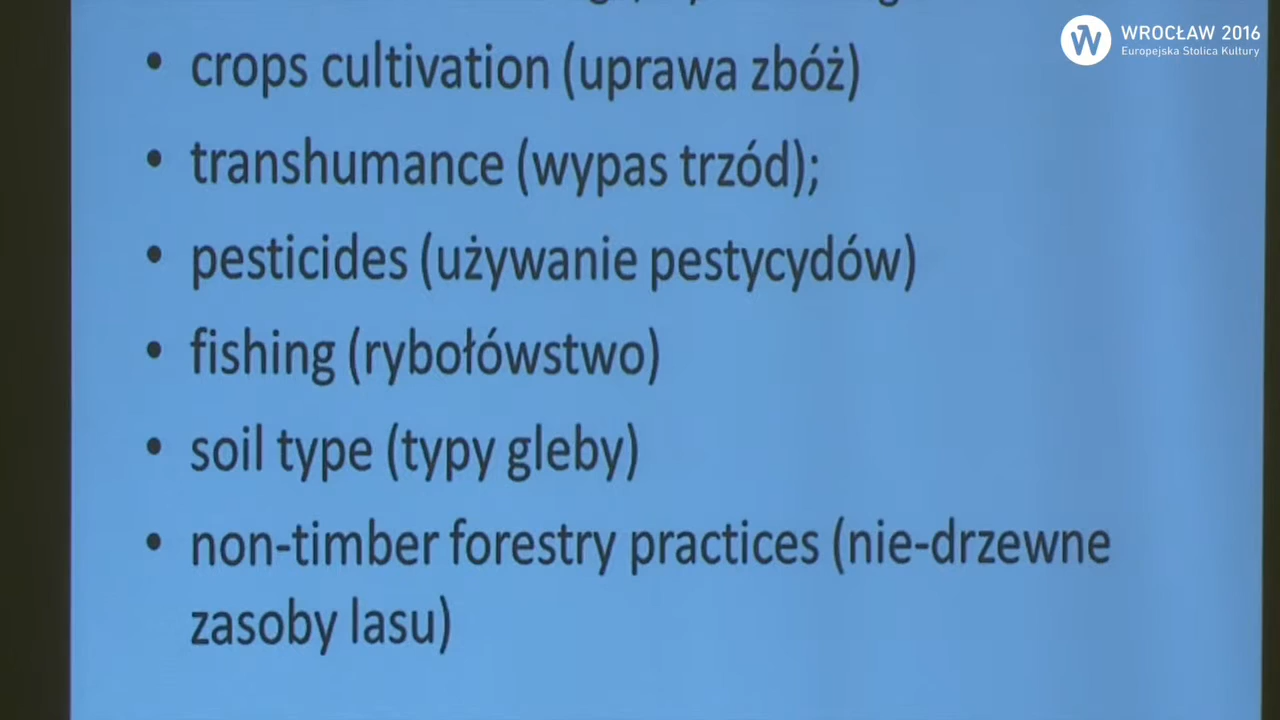 WROCŁAW 2016
Europejska Stolica Kultury
• crops cultivation (uprawa zbóż)
• transhumance (wypas trzód);
• pesticides (używanie pestycydów)
• fishing (rybołówstwo)
• soil type (typy gleby)
• non-timber forestry practices (nie-drzewne
zasoby lasu)